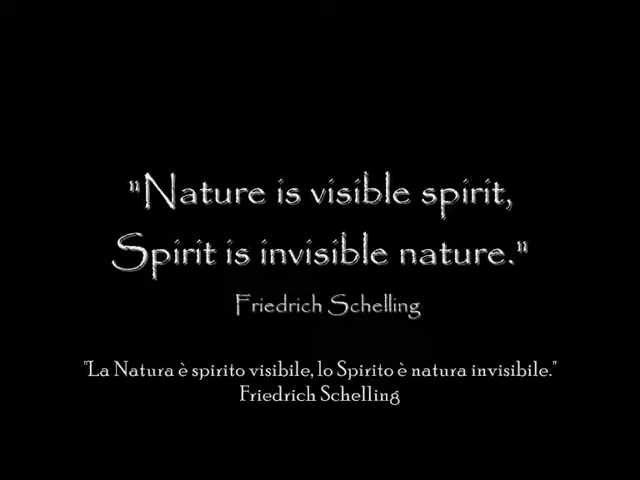 "Nature is visible spirit,
Spirit is invisible nature."
Friedrich Schelling
"La Natura è spirito visibile, lo Spirito è natura invisibile."
Friedrich Schelling